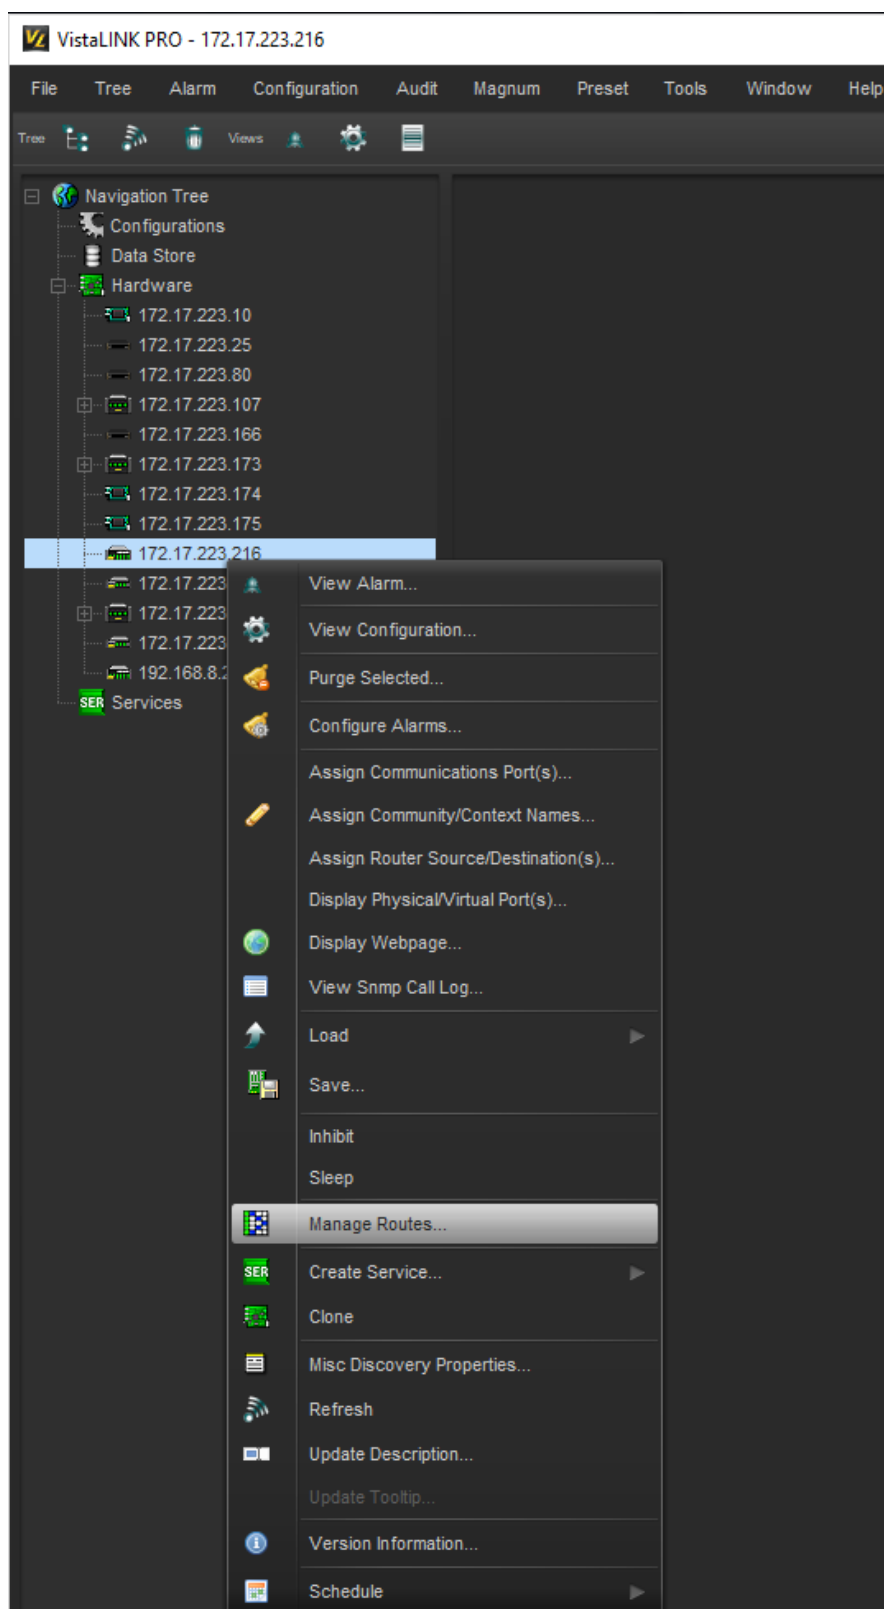 VistaLINK PRO - 172.17.223.216
File Tree Alarm Configuration Audit Magnum Preset Tools Window Help
Tree Views
Navigation Tree
Configurations
Data Store
Hardware
172.17.223.10
172.17.223.25
172.17.223.80
172.17.223.107
172.17.223.166
172.17.223.173
172.17.223.174
172.17.223.175
172.17.223.216
172.17.223
172.17.223
172.17.223
192.168.8.2
SER Services
View Alarm...
View Configuration...
Purge Selected...
Configure Alarms...
Assign Communications Port(s)...
Assign Community/Context Names...
Assign Router Source/Destination(s)...
Display Physical/Virtual Port(s)...
Display Webpage...
View Snmp Call Log...
Load
Save...
Inhibit
Sleep
Manage Routes...
SER Create Service...
Clone
Misc Discovery Properties...
Refresh
Update Description...
Update Tooltip...
Version Information...
Schedule